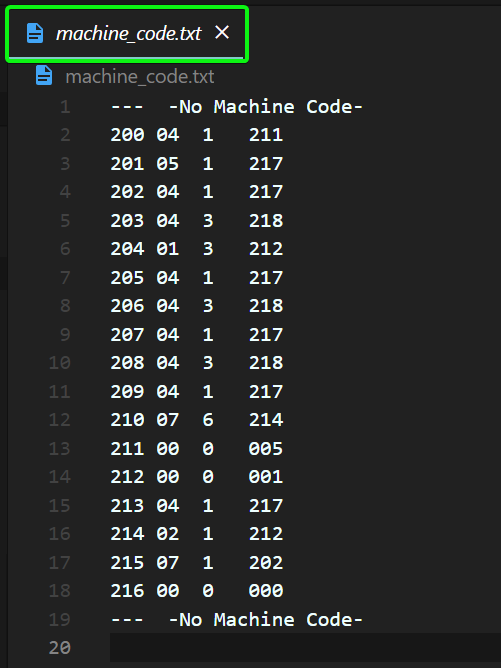 machine_code.txt
machine_code.txt
1 --- -No Machine Code-
2 200 04 1 211
3 201 05 1 217
4 202 04 1 217
5 203 04 3 218
6 204 01 3 212
7 205 04 1 217
8 206 04 3 218
9 207 04 1 217
10 208 04 3 218
11 209 04 1 217
12 210 07 6 214
13 211 00 0 005
14 212 00 0 001
15 213 04 1 217
16 214 02 1 212
17 215 07 1 202
18 216 00 0 000
19 --- -No Machine Code-
20